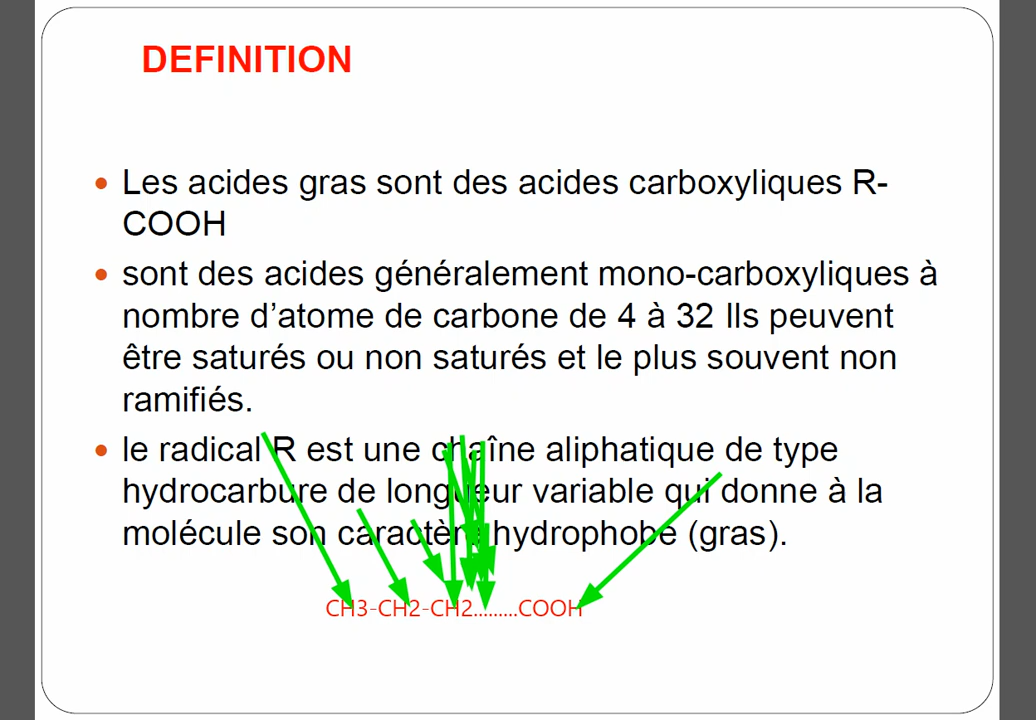 DEFINITION
Les acides gras sont des acides carboxyliques R-
COOH
sont des acides généralement mono-carboxyliques à
nombre d'atome de carbone de 4 à 32 Ils peuvent
être saturés ou non saturés et le plus souvent non
ramifiés.
le radical R est une chaîne aliphatique de type
hydrocarbure de longueur variable qui donne à la
molécule son caractère hydrophobe (gras).
CH3-CH2-CH2.........COOH